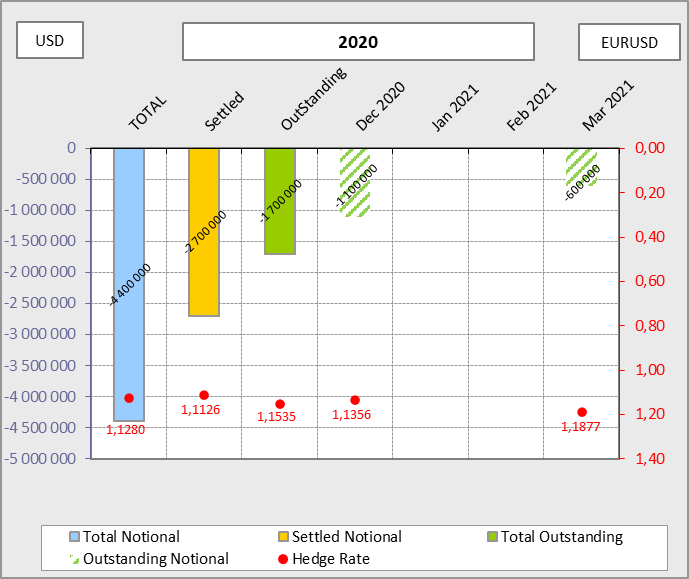 USD
2020
EURUSD
TOTAL
Settled
OutStanding
Dec 2020
Jan 2021
Feb 2021
Mar 2021
0
-500 000
-1 000 000
-1 500 000
-2 000 000
-2 500 000
-3 000 000
-3 500 000
-4 000 000
-4 500 000
-5 000 000
-4 400 000
-2 700 000
-1 700 000
-1 100 000
-600 000
1,1280
1,1126
1,1535
1,1356
1,1877
0,00
0,20
0,40
0,60
0,80
1,00
1,20
1,40
Total Notional
Settled Notional
Total Outstanding
Outstanding Notional
Hedge Rate